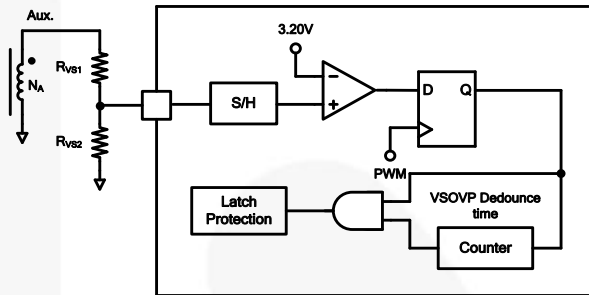 Aux.
RVS1
NA
RVS2
S/H
3.20V
−
+
D Q
PWM
VSOVP Dedounce
time
Latch
Protection
Counter